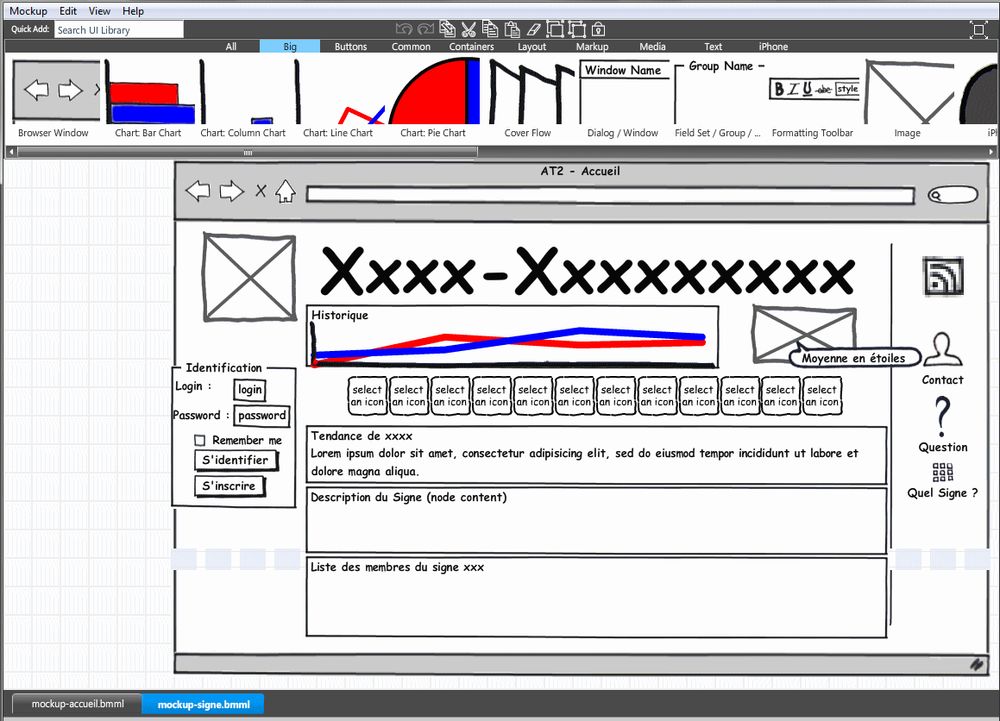 Mockup Edit View Help
Quick Add: Search UI Library
All Big Buttons Common Containers Layout Markup Media Text iPhone
Window Name
Group Name
B I U abc style
Browser Window Chart: Bar Chart Chart: Column Chart Chart: Line Chart Chart: Pie Chart Cover Flow Dialog / Window Field Set / Group / ... Formatting Toolbar Image iPh
AT2 - Accueil
X
Xxxx-Xxxxxxxxx
Historique
Moyenne en étoiles
Identification
Login : login
Password : password
Remember me
S'identifier
S'inscrire
select an icon
select an icon
select an icon
select an icon
select an icon
select an icon
select an icon
select an icon
select an icon
select an icon
select an icon
select an icon
Tendance de xxxx
Lorem ipsum dolor sit amet, consectetur adipisicing elit, sed do eiusmod tempor incididunt ut labore et
dolore magna aliqua.
Description du Signe (node content)
Liste des membres du signe xxx
Contact
Question
Quel Signe ?
mockup-accueil.bmml mockup-signe.bmml